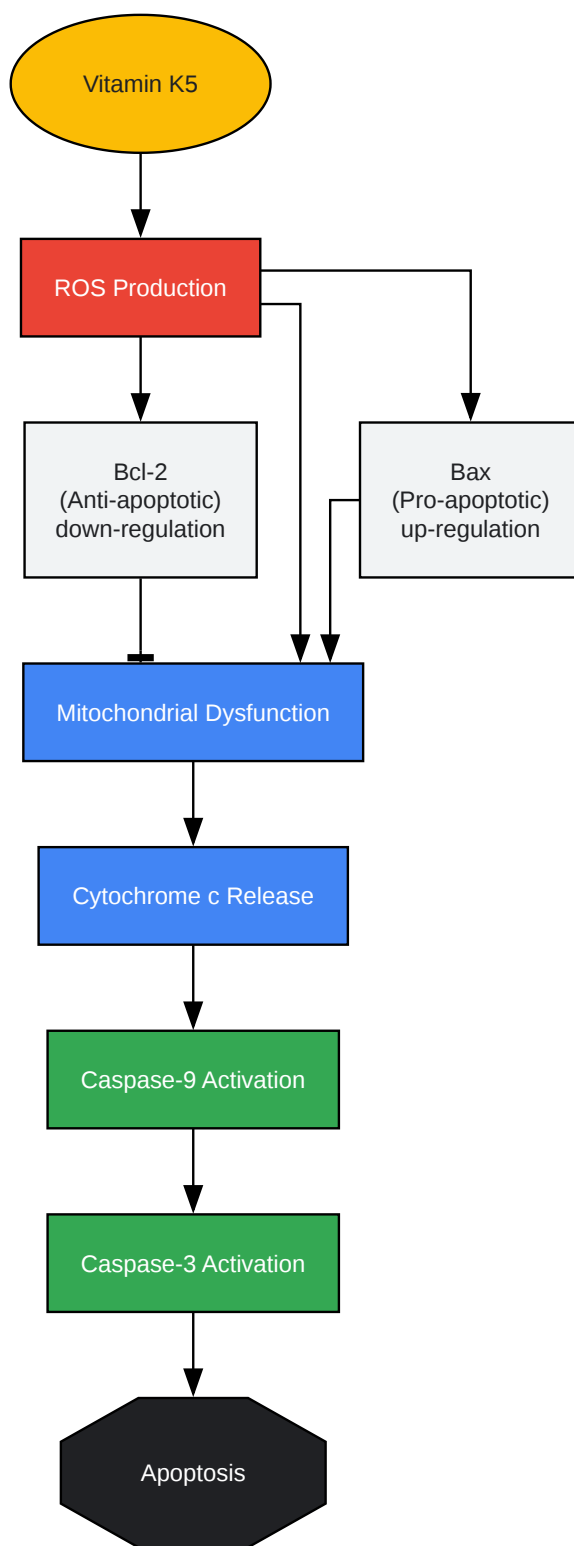 Vitamin K5
ROS Production
Bcl-2
(Anti-apoptotic)
down-regulation
Bax
(Pro-apoptotic)
up-regulation
Mitochondrial Dysfunction
Cytochrome c Release
Caspase-9 Activation
Caspase-3 Activation
Apoptosis